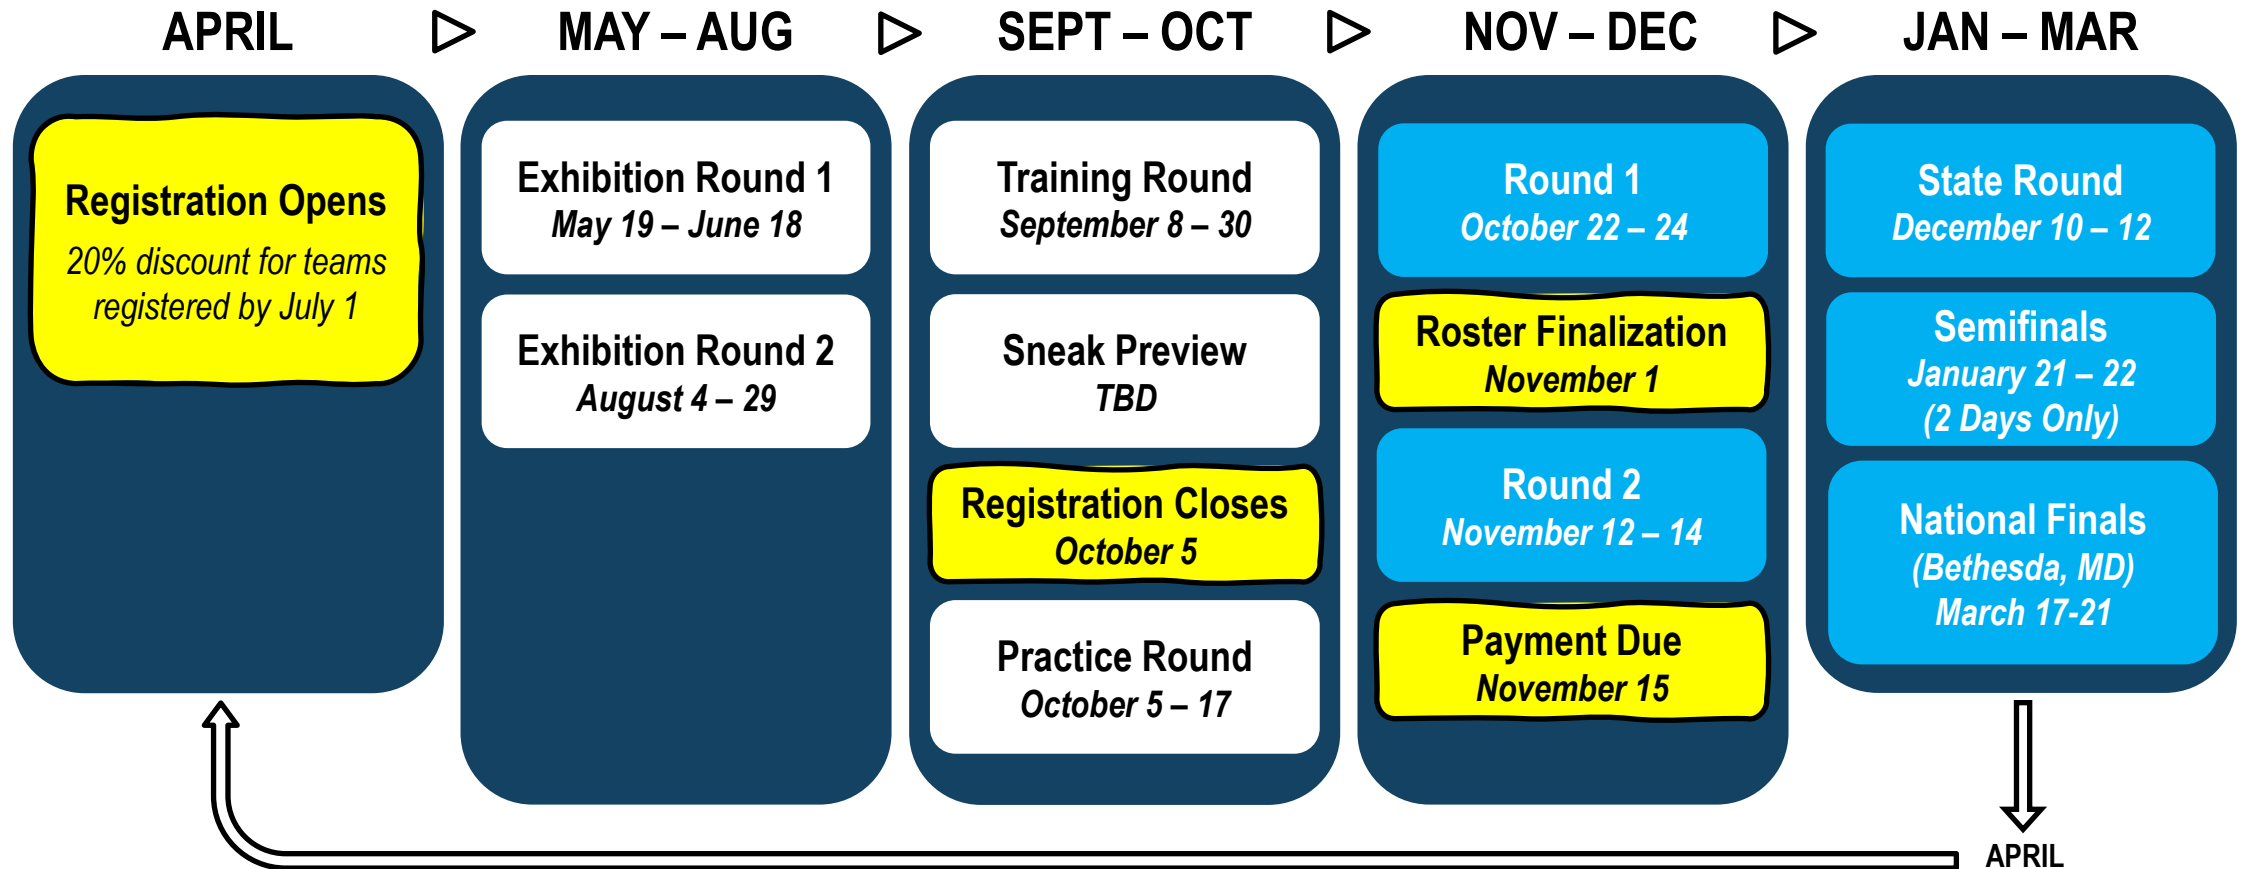 APRIL
MAY – AUG
SEPT – OCT
NOV – DEC
JAN – MAR
Registration Opens
20% discount for teams
registered by July 1
Exhibition Round 1
May 19 – June 18
Exhibition Round 2
August 4 – 29
Training Round
September 8 – 30
Sneak Preview
TBD
Registration Closes
October 5
Practice Round
October 5 – 17
Round 1
October 22 – 24
Roster Finalization
November 1
Round 2
November 12 – 14
Payment Due
November 15
State Round
December 10 – 12
Semifinals
January 21 – 22
(2 Days Only)
National Finals
(Bethesda, MD)
March 17-21
APRIL